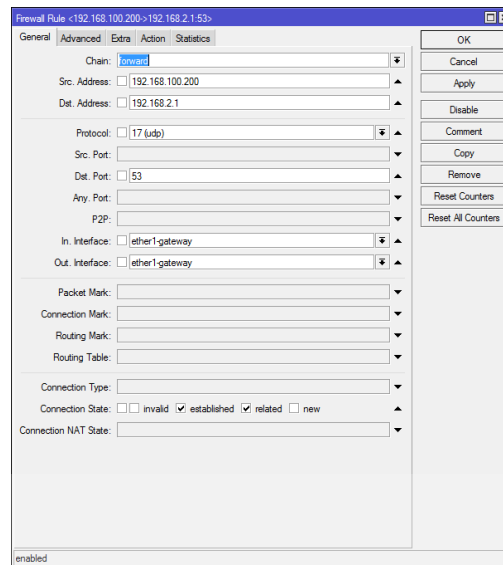 Firewall Rule <192.168.100.200->192.168.2.1:53>
General Advanced Extra Action Statistics
Chain: forward
Src. Address: 192.168.100.200
Dst. Address: 192.168.2.1
Protocol: 17 (udp)
Src. Port:
Dst. Port: 53
Any. Port:
P2P:
In. Interface: ether1-gateway
Out. Interface: ether1-gateway
Packet Mark:
Connection Mark:
Routing Mark:
Routing Table:
Connection Type:
Connection State: invalid established related new
Connection NAT State:
OK
Cancel
Apply
Disable
Comment
Copy
Remove
Reset Counters
Reset All Counters
enabled